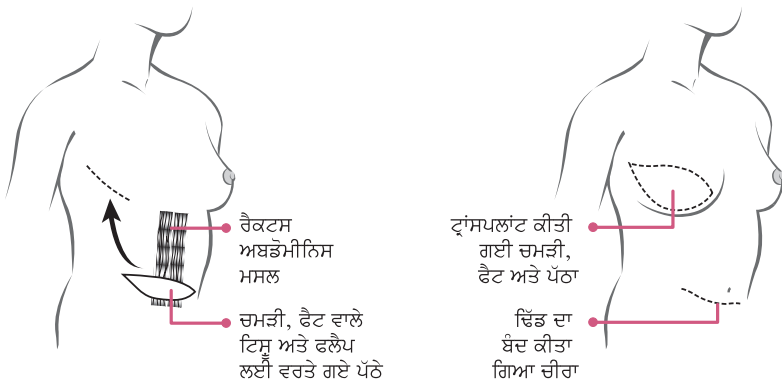 ਰੈਕਟਸ
ਅਬਡੋਮੀਨਿਸ
ਮਸਲ
ਚਮੜੀ, ਫੈਟ ਵਾਲੇ
ਟਿਸ਼ੂ ਅਤੇ ਫਲੈਪ
ਲਈ ਵਰਤੇ ਗਏ ਪੱਠੇ
ਟ੍ਰਾਂਸਪਲਾਂਟ ਕੀਤੀ
ਗਈ ਚਮੜੀ,
ਫੈਟ ਅਤੇ ਪੱਠਾ
ਢਿੱਡ ਦਾ
ਬੰਦ ਕੀਤਾ
ਗਿਆ ਚੀਰਾ